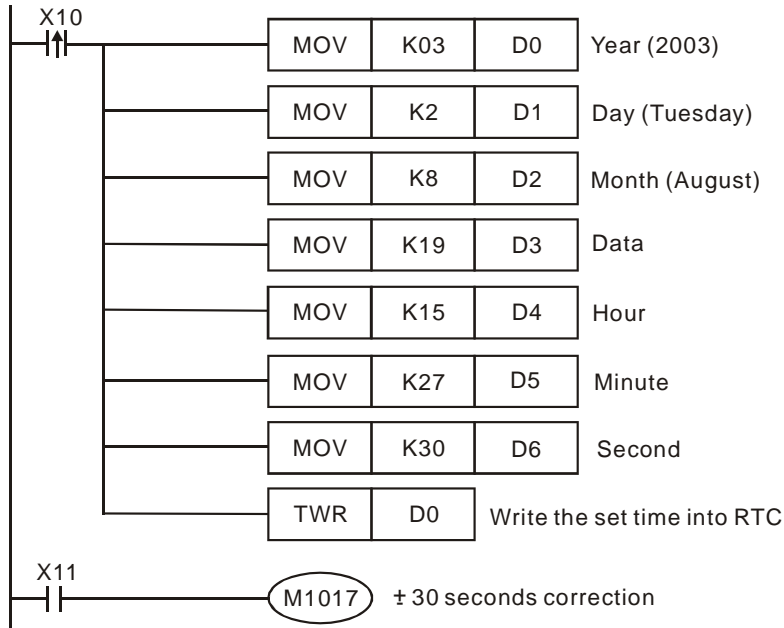 X10
MOV K03 D0 Year (2003)
MOV K2 D1 Day (Tuesday)
MOV K8 D2 Month (August)
MOV K19 D3 Data
MOV K15 D4 Hour
MOV K27 D5 Minute
MOV K30 D6 Second
TWR D0 Write the set time into RTC
X11
M1017 ± 30 seconds correction